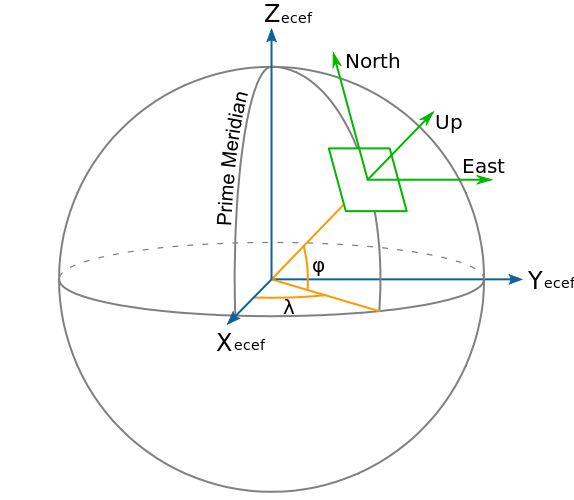 Zecef
North
Up
East
Prime Meridian
φ
Yecef
λ
Xecef